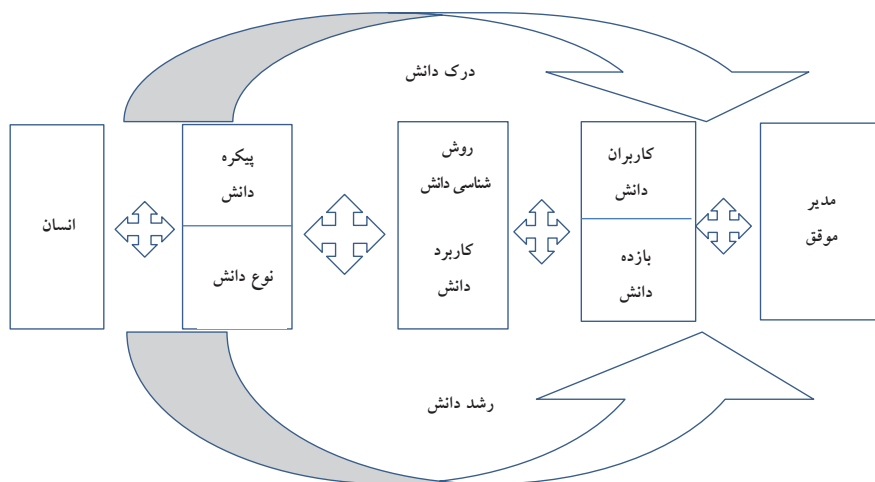 درک دانش
انسان
پیکره
دانش
نوع دانش
روش
شناسی دانش
کاربرد
دانش
کاربران
دانش
بازده
دانش
مدیر
موفق
رشد دانش